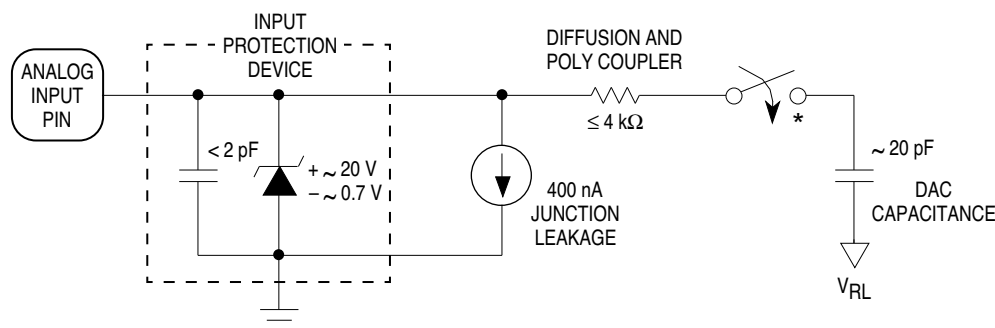 INPUT
PROTECTION
DEVICE
DIFFUSION AND
POLY COUPLER
ANALOG
INPUT
PIN
< 2 pF
+ ~ 20 V
– ~ 0.7 V
≤ 4 kΩ
*
~ 20 pF
400 nA
JUNCTION
LEAKAGE
DAC
CAPACITANCE
VRL